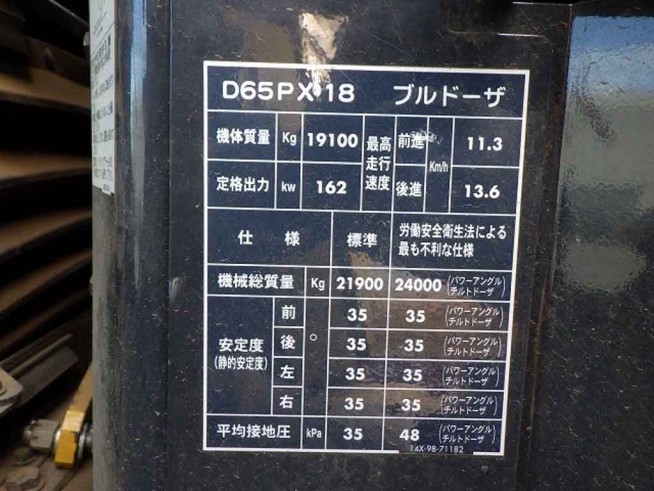 D65PX 18 ブルドーザ
機体質量 Kg 19100 最高走行速度 前進 Km/h 11.3
定格出力 kw 162 後進 13.6
仕様 標準 労働安全衛生法による
最も不利な仕様
機械総質量 Kg 21900 24000 (パワーアングル
チルトドーザ)
安定度
(静的安定度) 前 ° 35 35 (パワーアングル
チルトドーザ)
後 35 35 (パワーアングル
チルトドーザ)
左 35 35 (パワーアングル
チルトドーザ)
右 35 35 (パワーアングル
チルトドーザ)
平均接地圧 kPa 35 48 (パワーアングル
チルトドーザ)
14X-98-71182